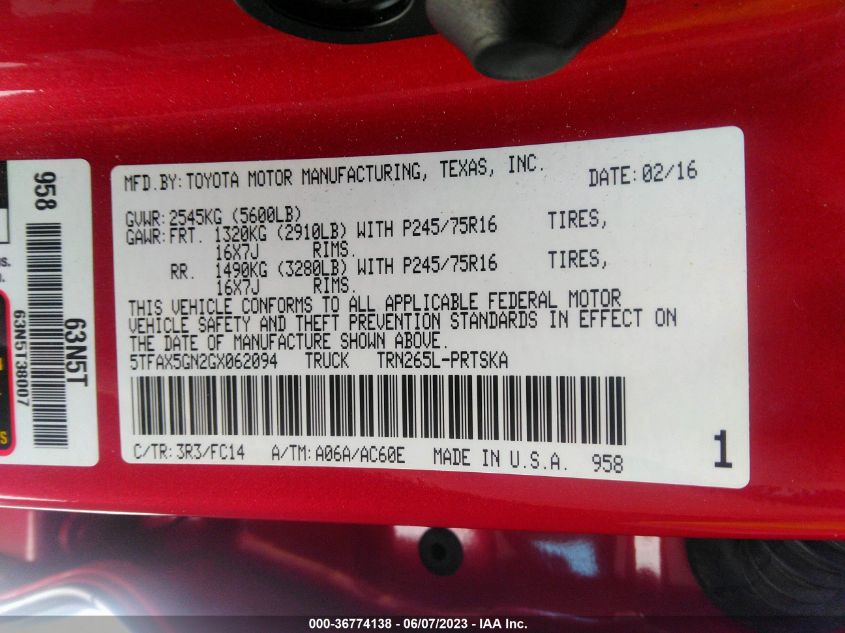 MFD.BY:TOYOTA MOTOR MANUFACTURING, TEXAS, INC. DATE:02/16
GVWR:2545KG (5600LB)
GAWR:FRT. 1320KG (2910LB) WITH P245/75R16 TIRES,
16X7J RIMS.
RR. 1490KG (3280LB) WITH P245/75R16 TIRES,
16X7J RIMS.
THIS VEHICLE CONFORMS TO ALL APPLICABLE FEDERAL MOTOR
VEHICLE SAFETY AND THEFT PREVENTION STANDARDS IN EFFECT ON
THE DATE OF MANUFACTURE SHOWN ABOVE.
5TFAX5GN2GX062094 TRUCK TRN265L-PRTSKA
C/TR:3R3/FC14 A/TM:A06A/AC60E MADE IN U.S.A. 958
1
958
63N5T
63N5T38007
000-36774138 - 06/07/2023 - IAA Inc.